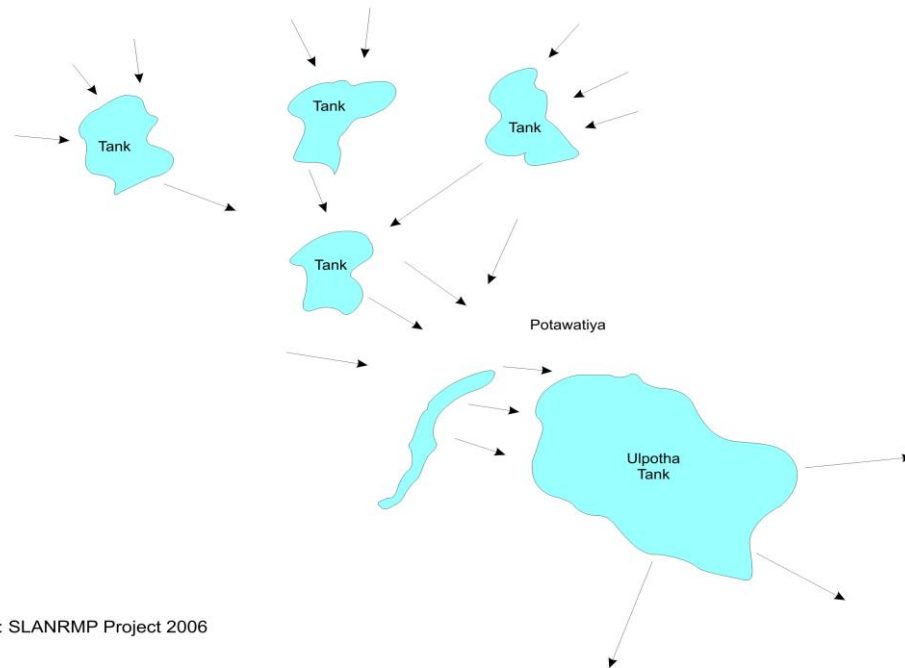 Tank
Tank
Tank
Tank
Potawatiya
Ulpotha
Tank
: SLANRMP Project 2006